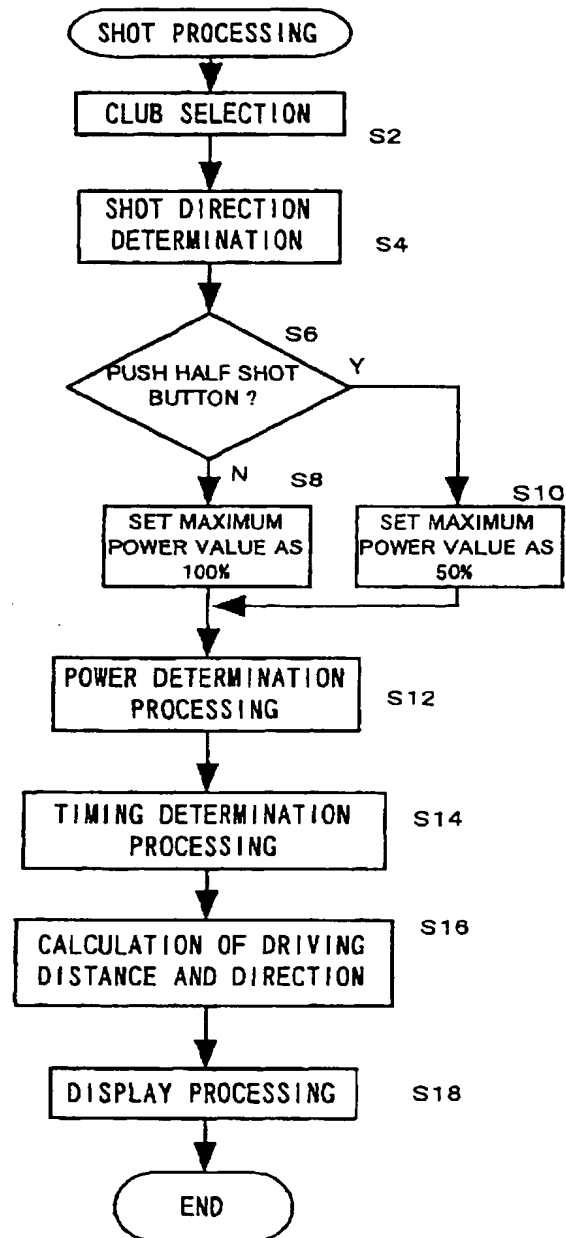 SHOT PROCESSING
CLUB SELECTION
S2
SHOT DIRECTION
DETERMINATION
S4
S6
PUSH HALF SHOT
BUTTON ?
Y
N
S8
S10
SET MAXIMUM
POWER VALUE AS
100%
SET MAXIMUM
POWER VALUE AS
50%
POWER DETERMINATION
PROCESSING
S12
TIMING DETERMINATION
PROCESSING
S14
S16
CALCULATION OF DRIVING
DISTANCE AND DIRECTION
DISPLAY PROCESSING
S18
END